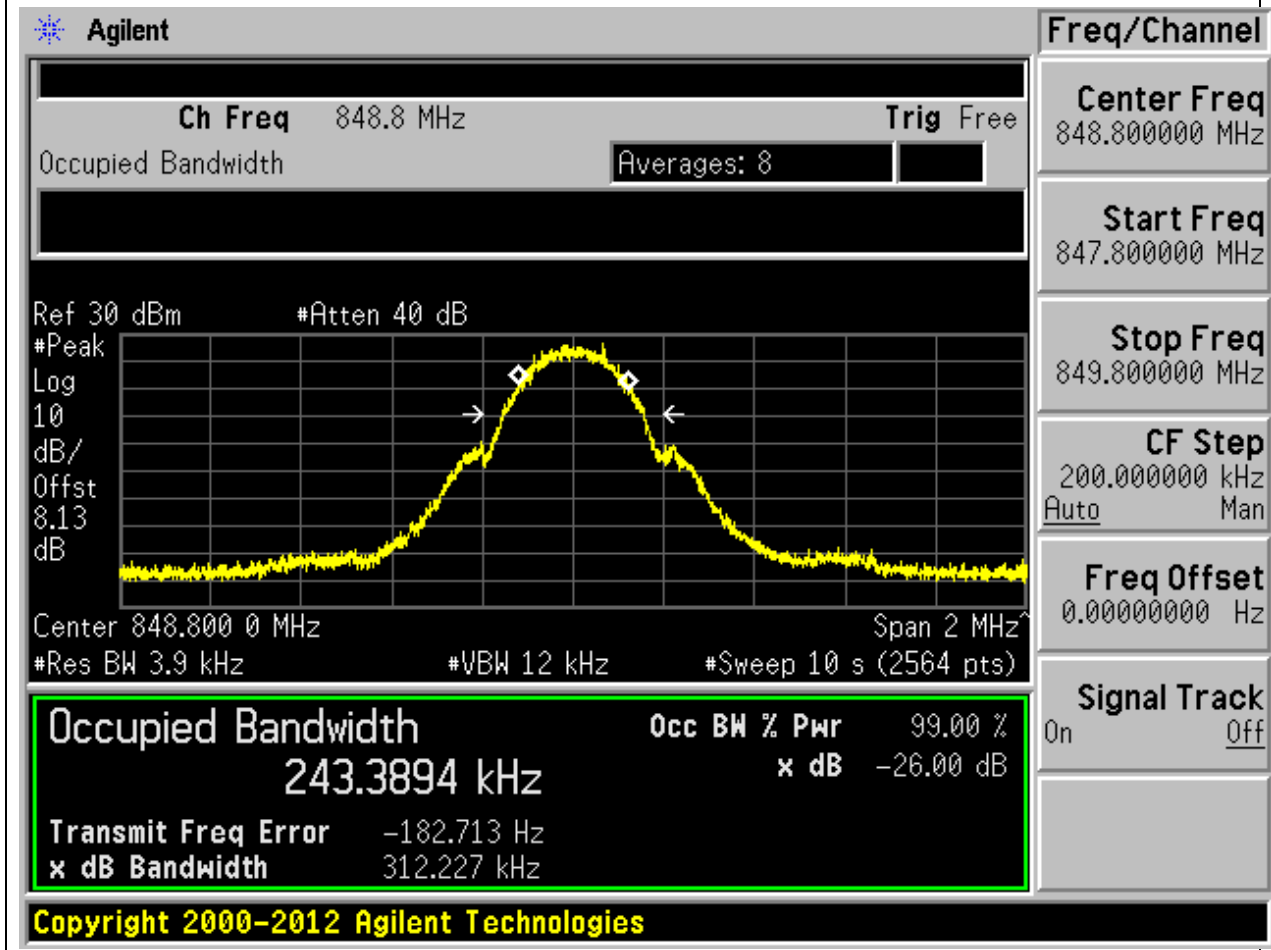 Agilent
Freq/Channel
Ch Freq 848.8 MHz Trig Free
Occupied Bandwidth Averages: 8
Ref 30 dBm #Atten 40 dB
#Peak
Log
10
dB/
Offst
8.13
dB
Center 848.800 0 MHz Span 2 MHz^
#Res BW 3.9 kHz #VBW 12 kHz #Sweep 10 s (2564 pts)
Occupied Bandwidth Occ BW % Pwr 99.00 %
243.3894 kHz x dB -26.00 dB
Transmit Freq Error -182.713 Hz
x dB Bandwidth 312.227 kHz
Center Freq
848.800000 MHz
Start Freq
847.800000 MHz
Stop Freq
849.800000 MHz
CF Step
200.000000 kHz
Auto Man
Freq Offset
0.00000000 Hz
Signal Track
On Off
Copyright 2000-2012 Agilent Technologies